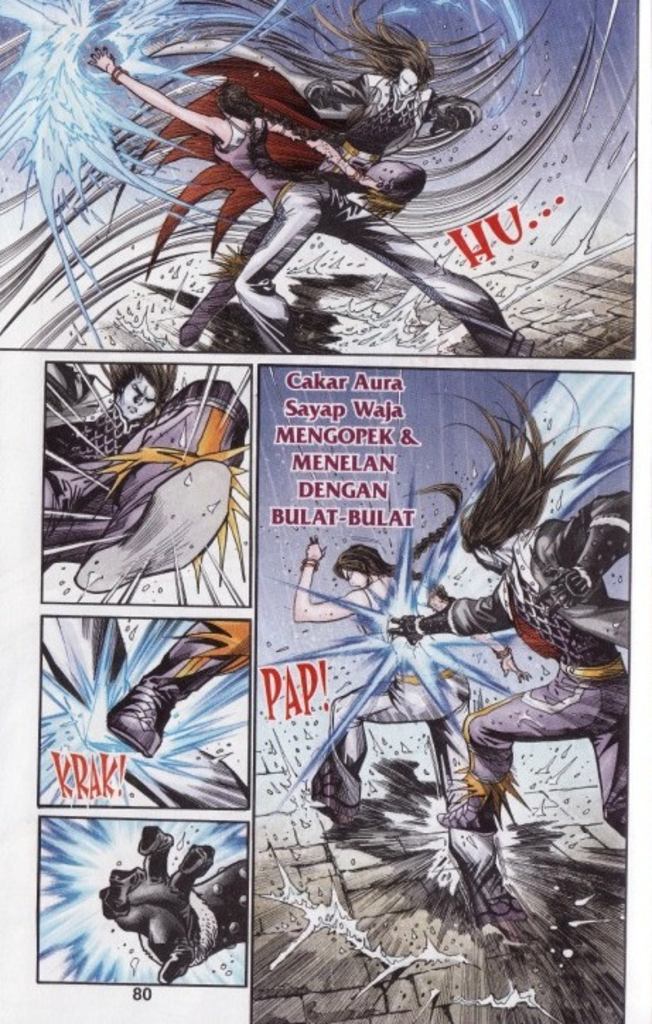 HU...
Cakar Aura
Sayap Waja
MENGOPEK &
MENELAN
DENGAN
BULAT-BULAT
PAP!
KRAK!
80